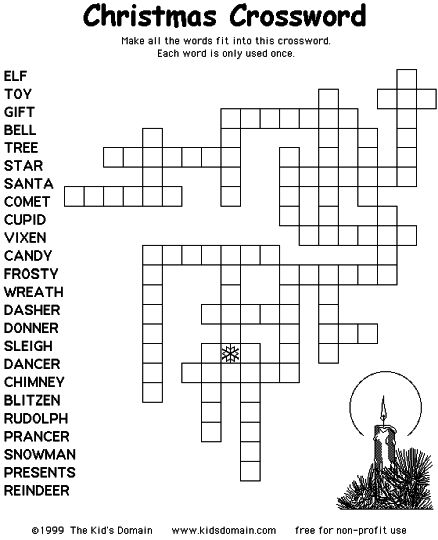 Christmas Crossword
Make all the words fit into this crossword.
Each word is only used once.
ELF
TOY
GIFT
BELL
TREE
STAR
SANTA
COMET
CUPID
VIXEN
CANDY
FROSTY
WREATH
DASHER
DONNER
SLEIGH
DANCER
CHIMNEY
BLITZEN
RUDOLPH
PRANCER
SNOWMAN
PRESENTS
REINDEER
©1999 The Kid's Domain www.kidsdomain.com free for non-profit use